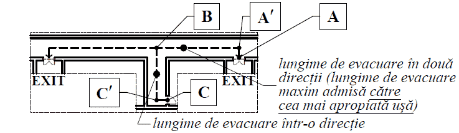 B
A′
A
EXIT
EXIT
lungime de evacuare în două
direcții (lungime de evacuare
maxim admisă către
cea mai apropiată ușă)
C′
C
lungime de evacuare într-o direcție